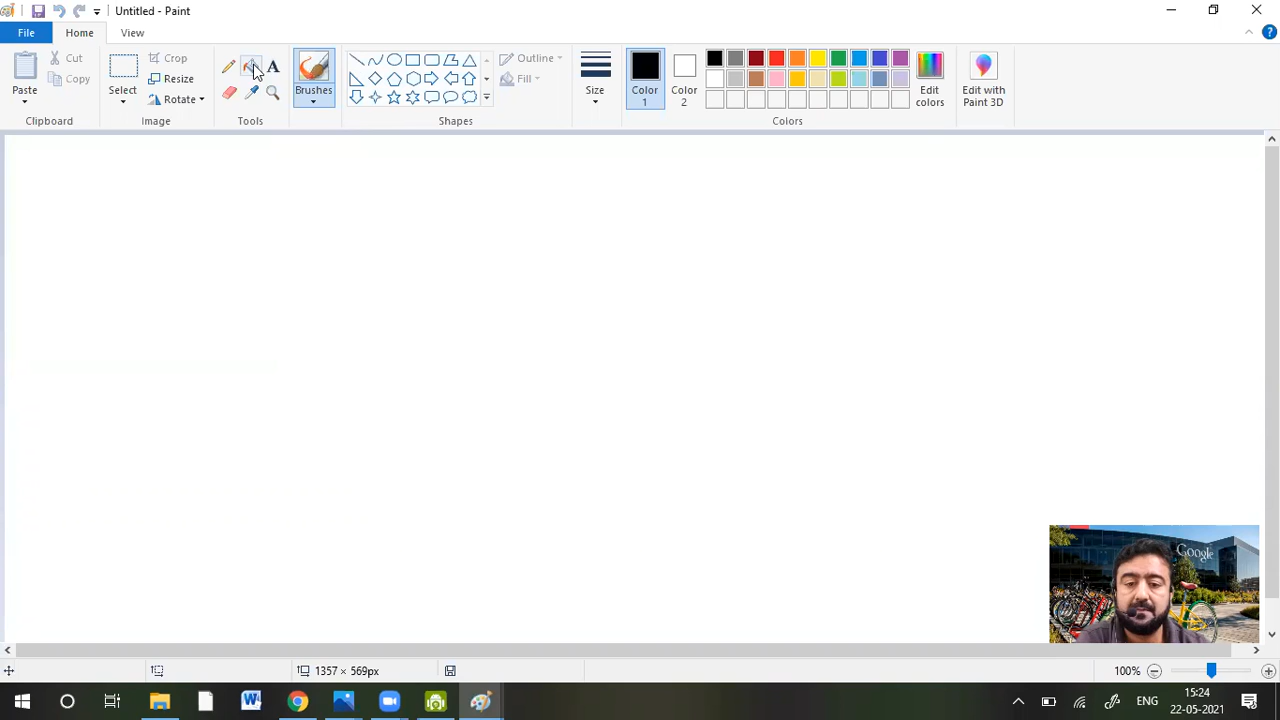 Untitled - Paint
File
Home
View
Paste
Cut
Copy
Clipboard
Select
Crop
Resize
Rotate
Image
A
Tools
Brushes
Outline
Fill
Shapes
Size
Color
1
Color
2
Edit
colors
Colors
Edit with
Paint 3D
Google
1357 × 569px
100%
ENG
15:24
22-05-2021